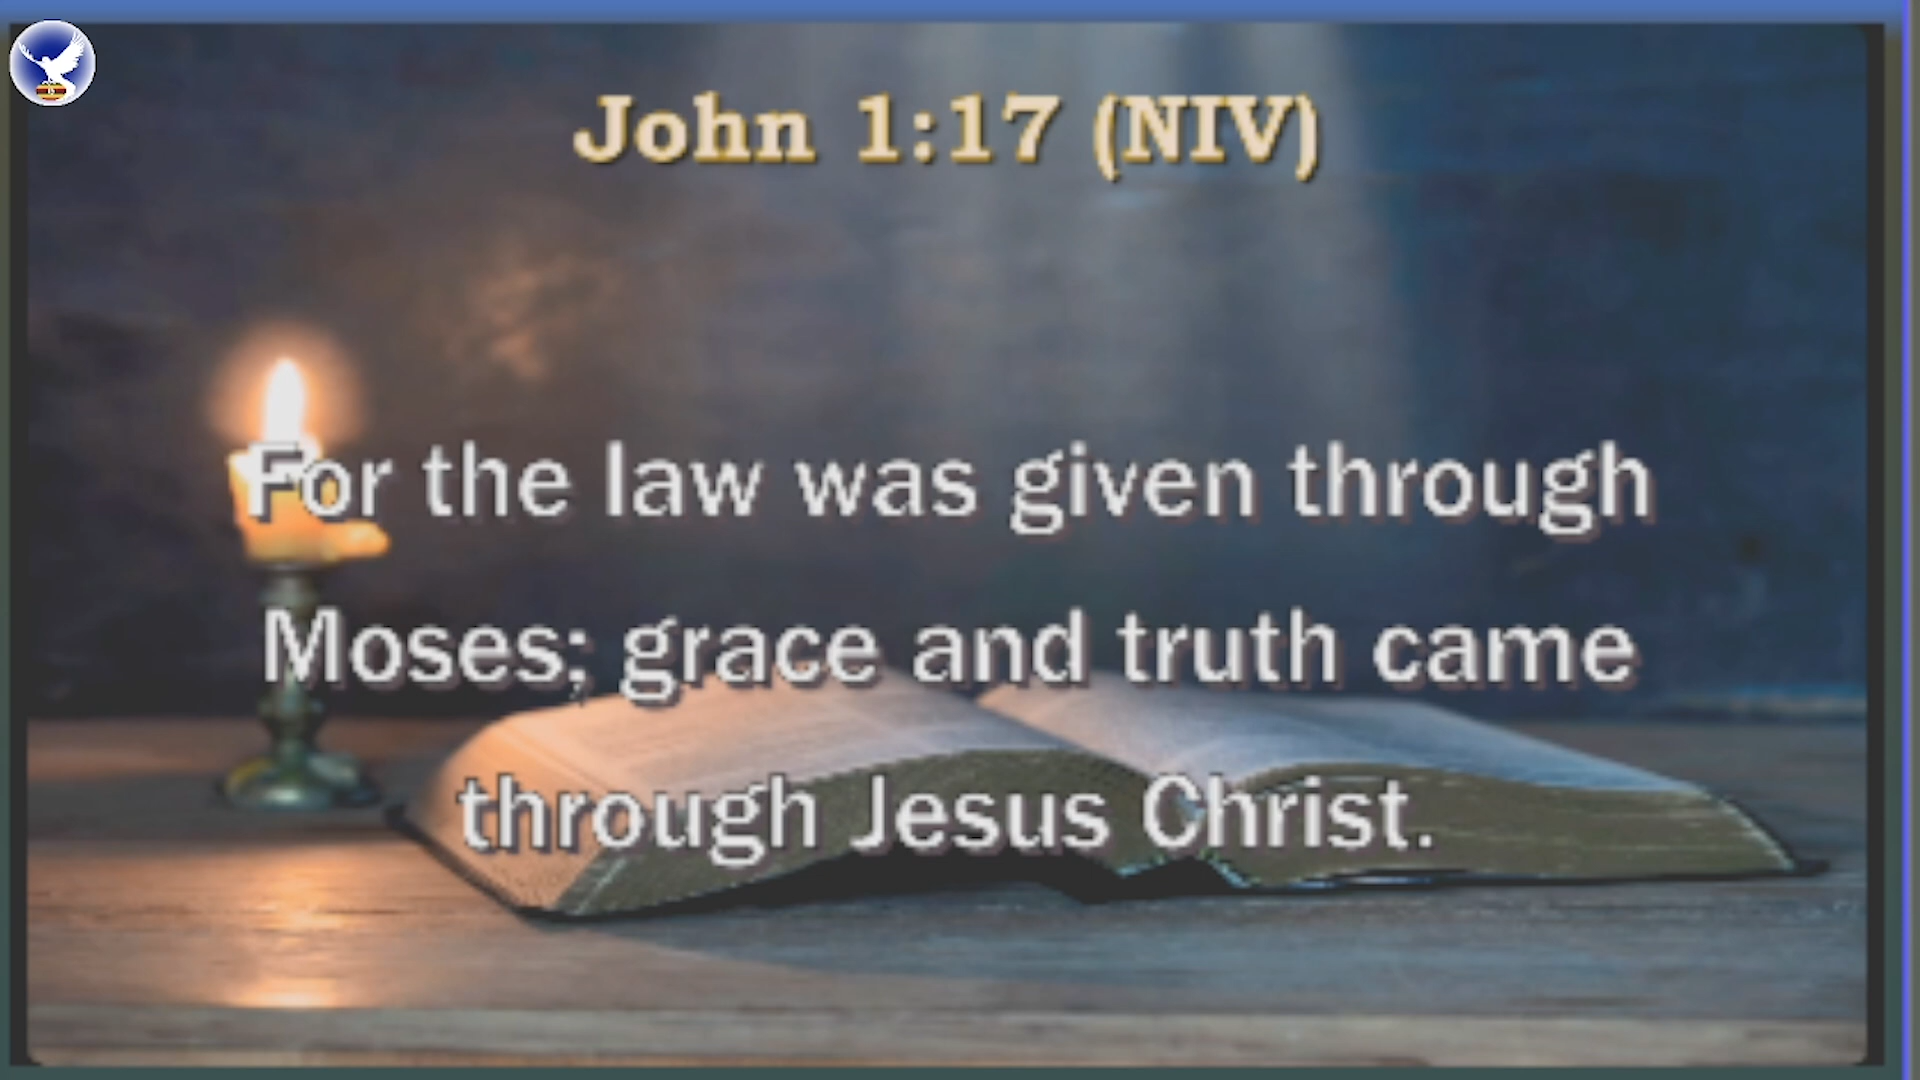 John 1:17 (NIV)
For the law was given through
Moses; grace and truth came
through Jesus Christ.